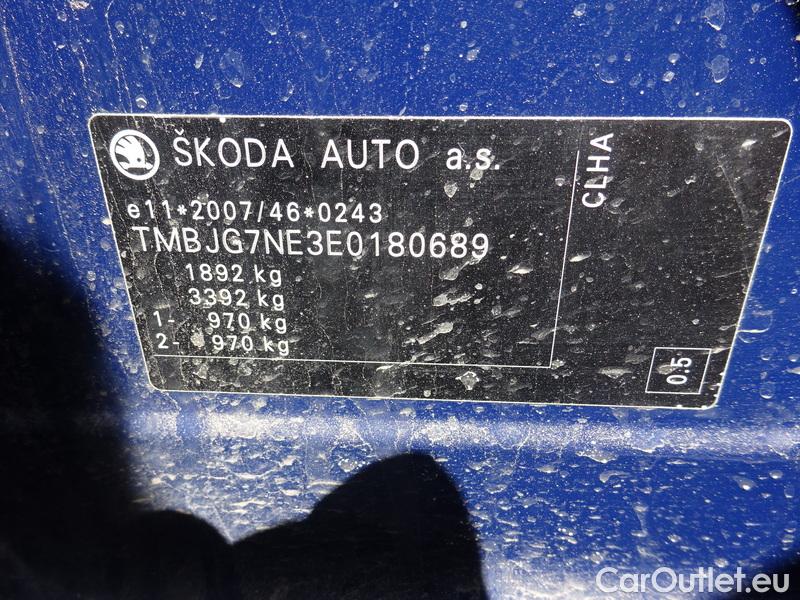 ŠKODA AUTO a.s.
e11*2007/46*0243
TMBJG7NE3E0180689
1892 kg
3392 kg
1- 970 kg
2- 970 kg
CLHA
0.5
CarOutlet.eu